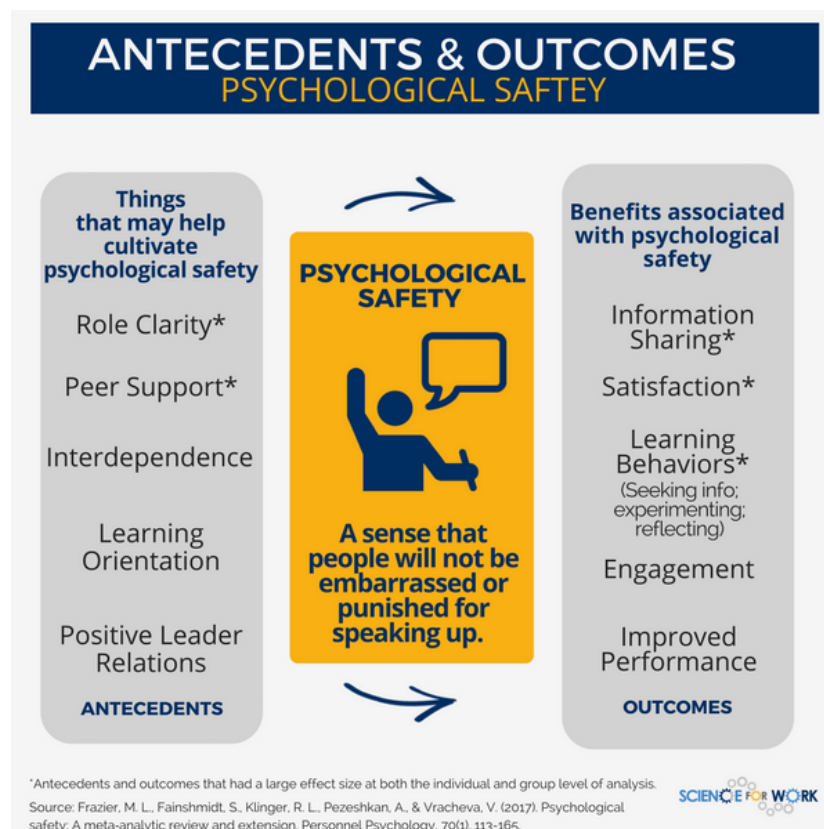 ANTECEDENTS & OUTCOMES
PSYCHOLOGICAL SAFTEY
Things
that may help
cultivate
psychological safety
Role Clarity*
Peer Support*
Interdependence
Learning
Orientation
Positive Leader
Relations
ANTECEDENTS
PSYCHOLOGICAL
SAFETY
A sense that
people will not be
embarrassed or
punished for
speaking up.
Benefits associated
with psychological
safety
Information
Sharing*
Satisfaction*
Learning
Behaviors*
(Seeking info;
experimenting;
reflecting)
Engagement
Improved
Performance
OUTCOMES
*Antecedents and outcomes that had a large effect size at both the individual and group level of analysis.
Source: Frazier, M. L., Fainshmidt, S., Klinger, R. L., Pezeshkan, A., & Vracheva, V. (2017). Psychological
safety: A meta-analytic review and extension. Personnel Psychology, 70(1), 113-165.
SCIENCE FOR WORK